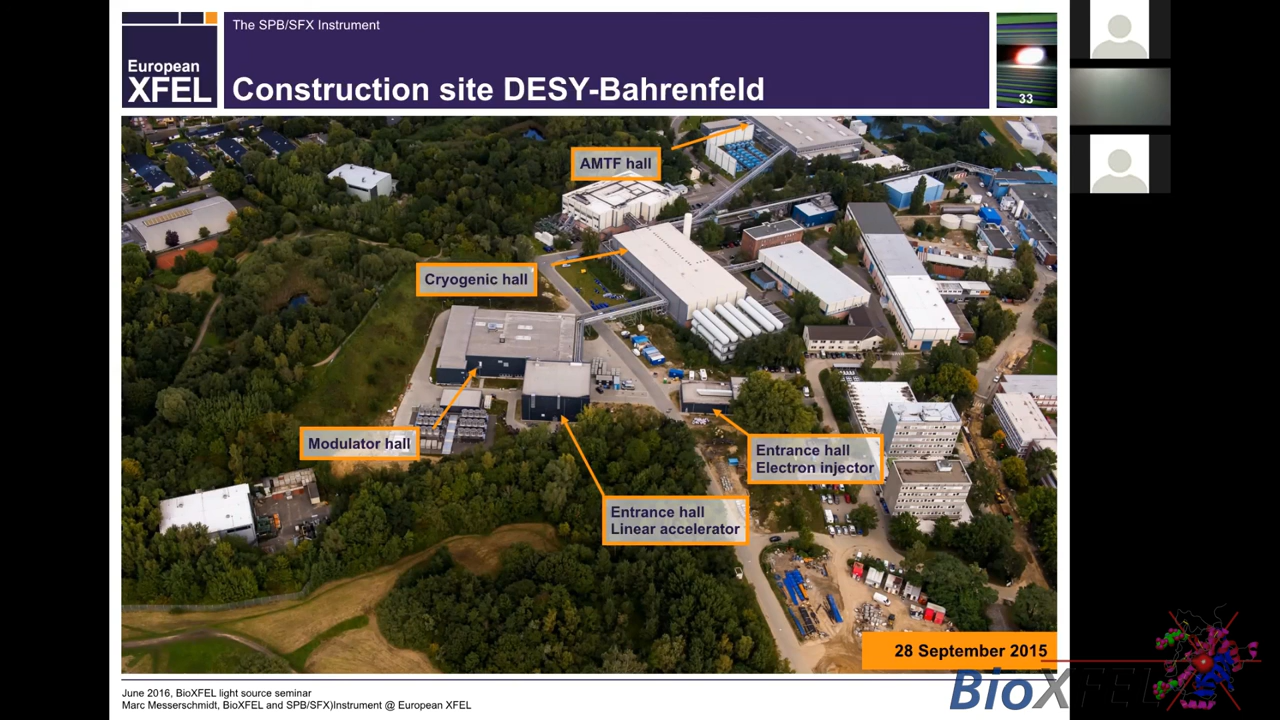 The SPB/SFX Instrument
European
XFEL
Construction site DESY-Bahrenfeld
33
AMTF hall
Cryogenic hall
Modulator hall
Entrance hall
Electron injector
Entrance hall
Linear accelerator
28 September 2015
June 2016, BioXFEL light source seminar
Marc Messerschmidt, BioXFEL and SPB/SFX)Instrument @ European XFEL
BioXFEL